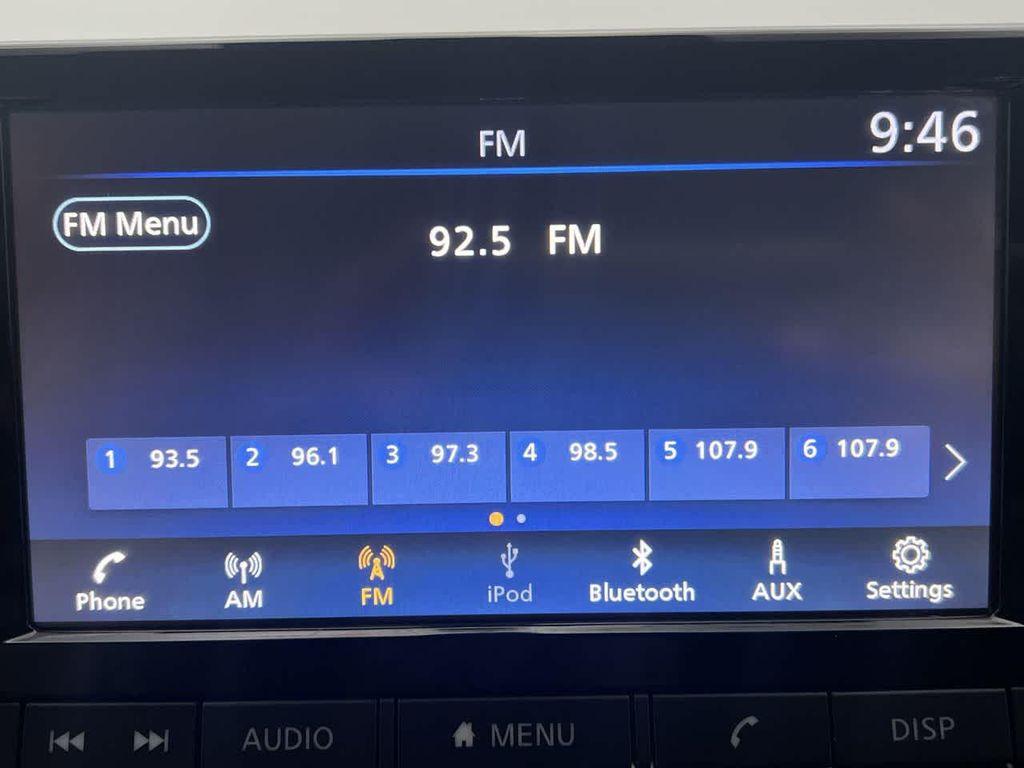 FM
9:46
FM Menu
92.5 FM
1 93.5 2 96.1 3 97.3 4 98.5 5 107.9 6 107.9
Phone AM FM iPod Bluetooth AUX Settings
AUDIO MENU DISP